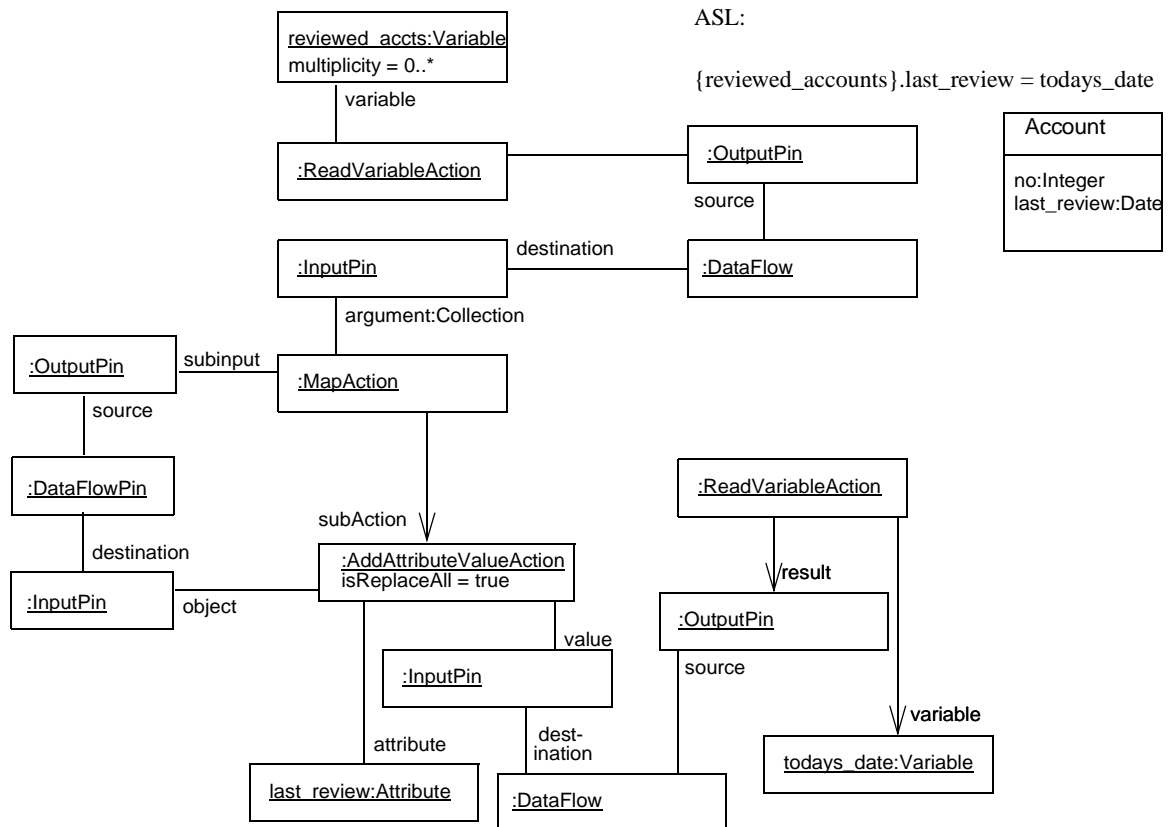 ASL:
reviewed_accts:Variable
multiplicity = 0..*
{reviewed_accounts}.last_review = todays_date
variable
Account
no:Integer
last_review:Date
:ReadVariableAction
:OutputPin
source
:InputPin
destination
:DataFlow
argument:Collection
:OutputPin
subinput
:MapAction
source
:DataFlowPin
:ReadVariableAction
subAction
destination
:AddAttributeValueAction
isReplaceAll = true
result
:InputPin
object
:OutputPin
value
source
:InputPin
variable
attribute
dest-
ination
todays_date:Variable
last_review:Attribute
:DataFlow